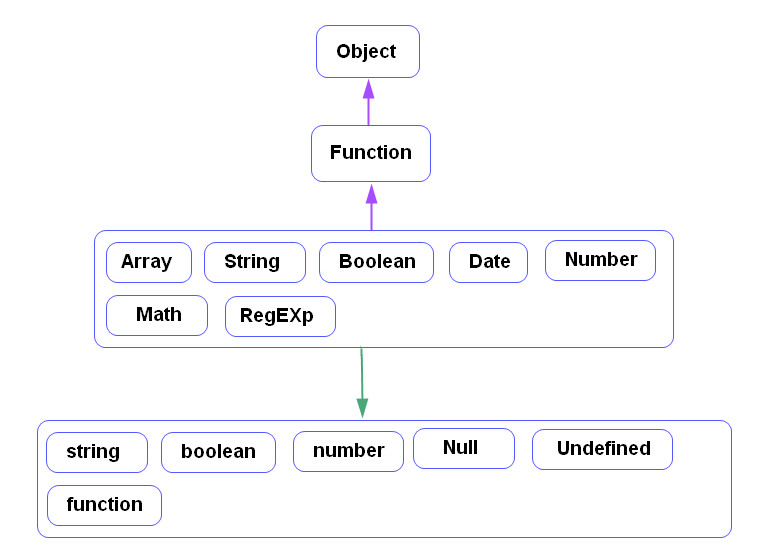 Object
Function
Array String Boolean Date Number
Math RegEXp
string boolean number Null Undefined
function